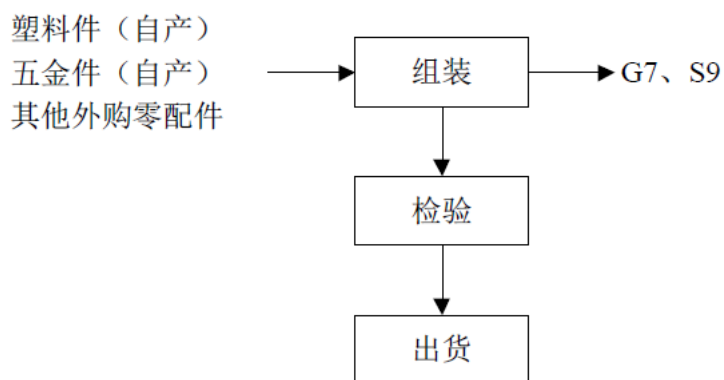 塑料件（自产）
五金件（自产）
其他外购零配件
组装
G7、S9
检验
出货